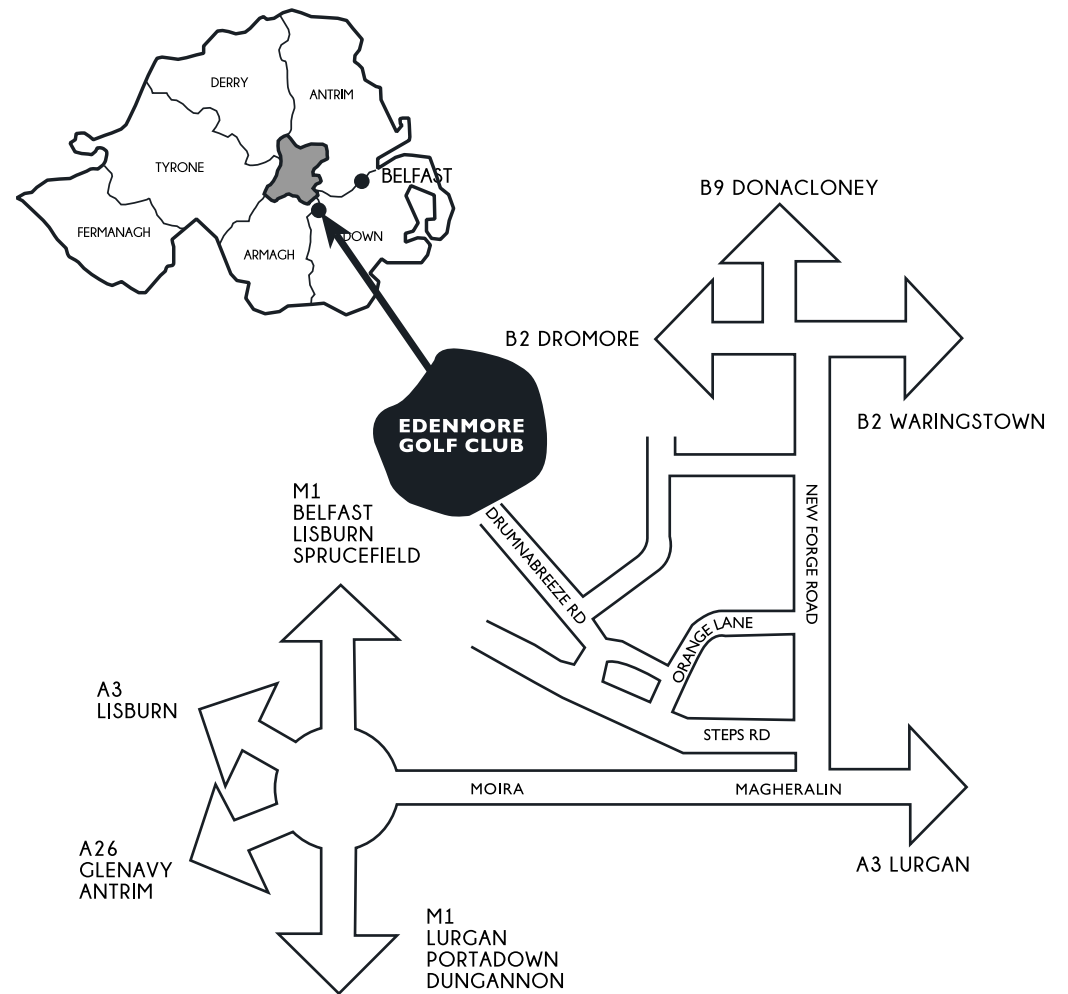 DERRY
ANTRIM
TYRONE
BELFAST
FERMANAGH
DOWN
ARMAGH
B9 DONACLONEY
B2 DROMORE
B2 WARINGSTOWN
EDENMORE
GOLF CLUB
M1
BELFAST
LISBURN
SPRUCEFIELD
DRUMNABREEZE RD
NEW FORGE ROAD
ORANGE LANE
A3
LISBURN
STEPS RD
MOIRA
MAGHERALIN
A26
GLENAVY
ANTRIM
A3 LURGAN
M1
LURGAN
PORTADOWN
DUNGANNON